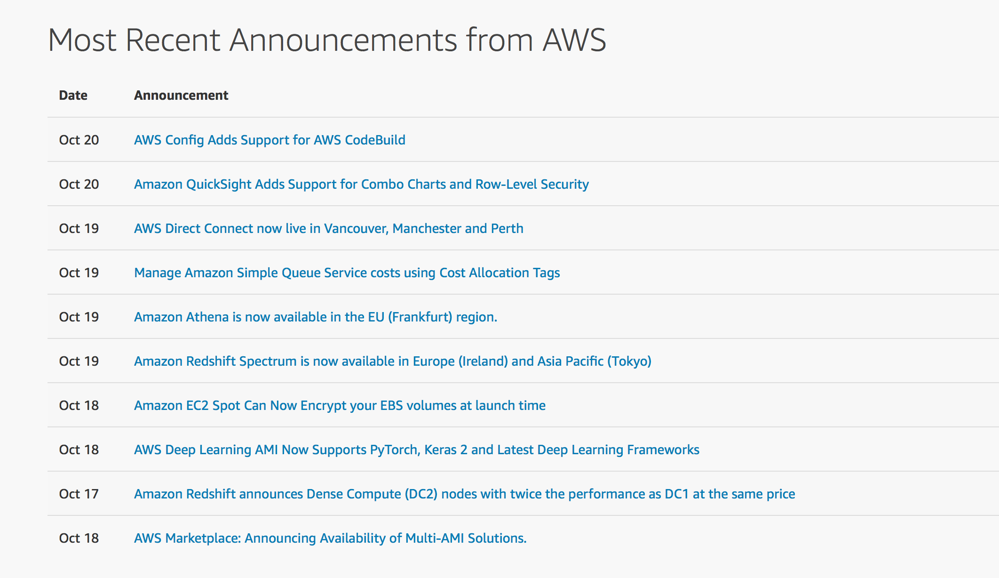 Most Recent Announcements from AWS
Date Announcement
Oct 20 AWS Config Adds Support for AWS CodeBuild
Oct 20 Amazon QuickSight Adds Support for Combo Charts and Row-Level Security
Oct 19 AWS Direct Connect now live in Vancouver, Manchester and Perth
Oct 19 Manage Amazon Simple Queue Service costs using Cost Allocation Tags
Oct 19 Amazon Athena is now available in the EU (Frankfurt) region.
Oct 19 Amazon Redshift Spectrum is now available in Europe (Ireland) and Asia Pacific (Tokyo)
Oct 18 Amazon EC2 Spot Can Now Encrypt your EBS volumes at launch time
Oct 18 AWS Deep Learning AMI Now Supports PyTorch, Keras 2 and Latest Deep Learning Frameworks
Oct 17 Amazon Redshift announces Dense Compute (DC2) nodes with twice the performance as DC1 at the same price
Oct 18 AWS Marketplace: Announcing Availability of Multi-AMI Solutions.